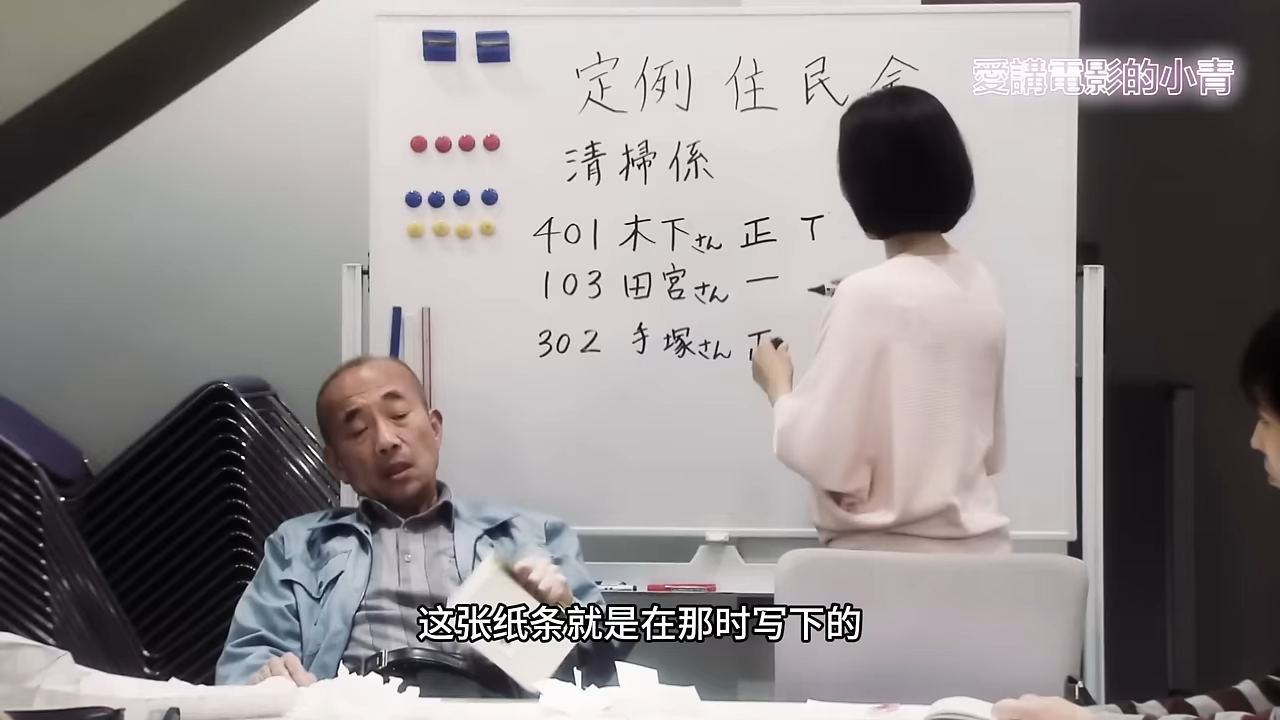 定例 住民会
愛講電影的小青
清掃係
401 木下さん 正 T
103 田宮さん 一
302 手塚さん 正
这张纸条就是在那时写下的